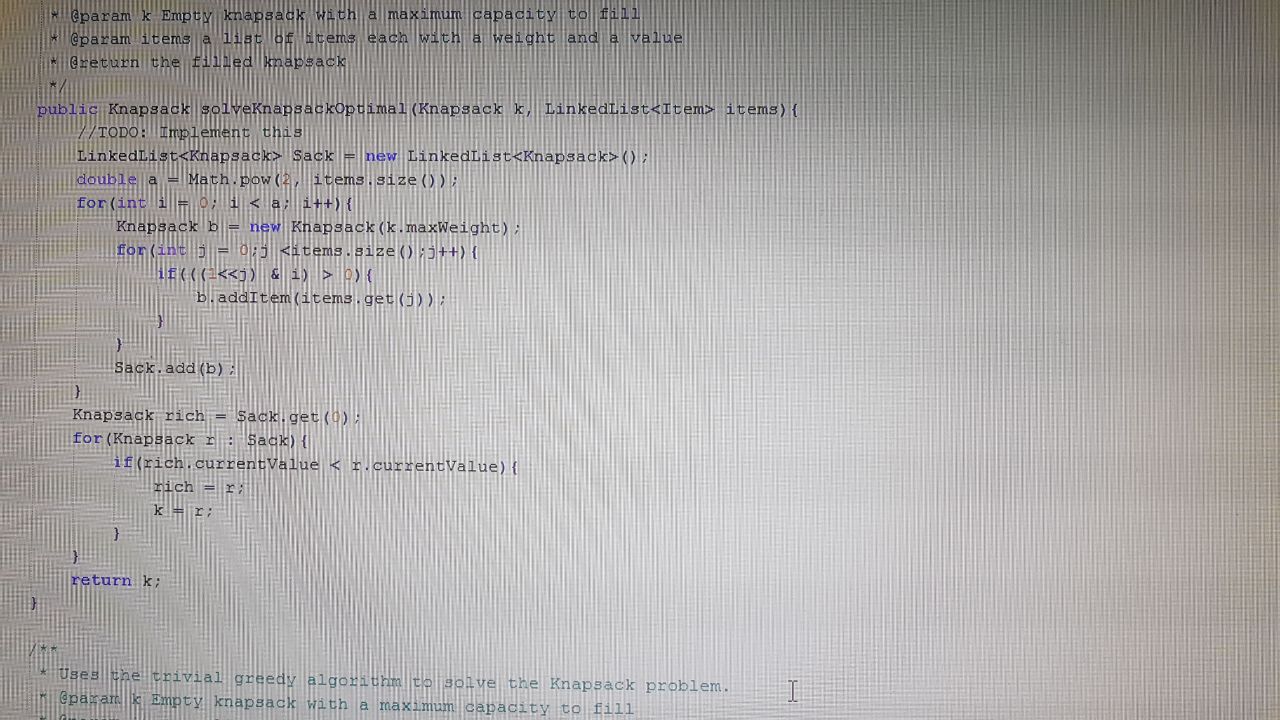 * @param k Empty knapsack with a maximum capacity to fill
* @param items a list of items each with a weight and a value
* @return the filled knapsack
*/
public Knapsack solveKnapsackOptimal(Knapsack k, LinkedList<Item> items){
//TODO: Implement this
LinkedList<Knapsack> Sack = new LinkedList<Knapsack>();
double a = Math.pow(2, items.size());
for(int i = 0; i < a; i++){
Knapsack b = new Knapsack(k.maxWeight);
for(int j = 0;j <items.size();j++){
if(((1<<j) & i) > 0){
b.addItem(items.get(j));
}
}
Sack.add(b);
}
Knapsack rich = Sack.get(0);
for(Knapsack r : Sack){
if(rich.currentValue < r.currentValue){
rich = r;
k = r;
}
}
return k;
}
/**
* Uses the trivial greedy algorithm to solve the Knapsack problem.
* @param k Empty knapsack with a maximum capacity to fill